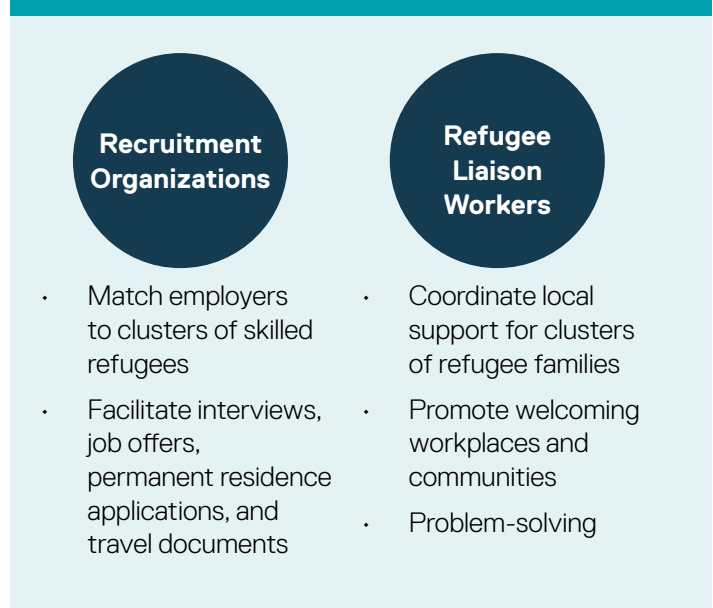 Recruitment
Organizations
• Match employers
to clusters of skilled
refugees
• Facilitate interviews,
job offers,
permanent residence
applications, and
travel documents
Refugee
Liaison
Workers
• Coordinate local
support for clusters
of refugee families
• Promote welcoming
workplaces and
communities
• Problem-solving